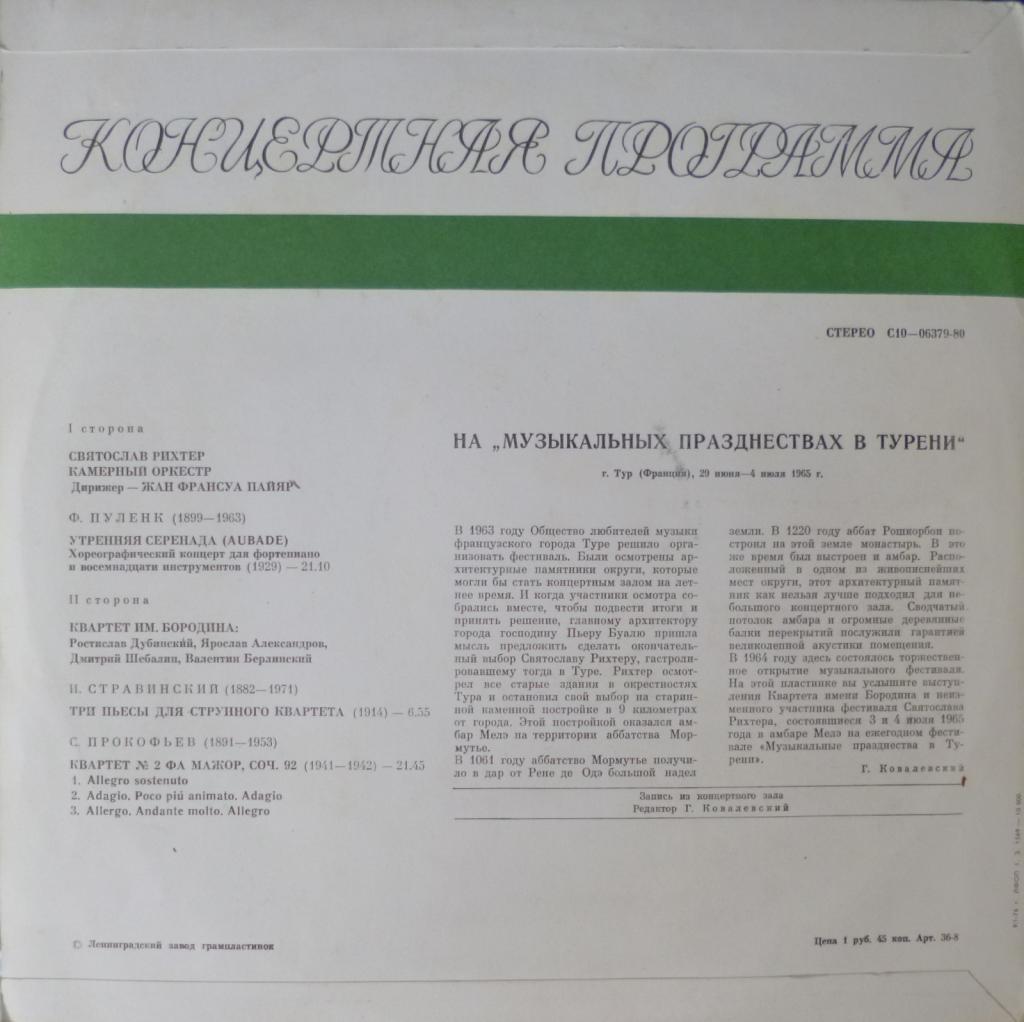 КОНЦЕРТНАЯ ПРОГРАММА
СТЕРЕО С10—06379-80
I сторона
СВЯТОСЛАВ РИХТЕР
КАМЕРНЫЙ ОРКЕСТР
Дирижер — ЖАН ФРАНСУА ПАЙЯР
Ф. ПУЛЕНК (1899—1963)
УТРЕННЯЯ СЕРЕНАДА (AUBADE)
Хореографический концерт для фортепиано
и восемнадцати инструментов (1929) — 21.10
II сторона
КВАРТЕТ ИМ. БОРОДИНА:
Ростислав Дубинский, Ярослав Александров,
Дмитрий Шебалин, Валентин Берлинский
И. СТРАВИНСКИЙ (1882—1971)
ТРИ ПЬЕСЫ ДЛЯ СТРУННОГО КВАРТЕТА (1914) — 6.55
С. ПРОКОФЬЕВ (1891—1953)
КВАРТЕТ № 2 ФА МАЖОР, СОЧ. 92 (1941—1942) — 21.45
1. Allegro sostenuto
2. Adagio. Poco piú animato. Adagio
3. Allergo. Andante molto. Allegro
© Ленинградский завод грампластинок
НА „МУЗЫКАЛЬНЫХ ПРАЗДНЕСТВАХ В ТУРЕНИ“
г. Тур (Франция), 29 июня—4 июля 1965 г.
В 1963 году Общество любителей музыки
французского города Туре решило орга-
низовать фестиваль. Были осмотрены ар-
хитектурные памятники округи, которые
могли бы стать концертным залом на лет-
нее время. И когда участники осмотра со-
брались вместе, чтобы подвести итоги и
принять решение, главному архитектору
города господину Пьеру Буалю пришла
мысль предложить сделать окончатель-
ный выбор Святославу Рихтеру, гастроли-
ровавшему тогда в Туре. Рихтер осмот-
рел все старые здания в окрестностях
Тура и остановил свой выбор на старин-
ной каменной постройке в 9 километрах
от города. Этой постройкой оказался ам-
бар Мелэ на территории аббатства Мор-
мутье.
В 1061 году аббатство Мормутье получи-
ло в дар от Рене де Одэ большой надел
земли. В 1220 году аббат Рошкорбон по-
строил на этой земле монастырь. В это
же время был выстроен и амбар. Распо-
ложенный в одном из живописнейших
мест округи, этот архитектурный памят-
ник как нельзя лучше подходил для не-
большого концертного зала. Сводчатый
потолок амбара и огромные деревянные
балки перекрытий послужили гарантией
великолепной акустики помещения.
В 1964 году здесь состоялось торжествен-
ное открытие музыкального фестиваля.
На этой пластинке вы услышите выступ-
ления Квартета имени Бородина и неиз-
менного участника фестиваля Святослава
Рихтера, состоявшиеся 3 и 4 июля 1965
года в амбаре Мелэ на ежегодном фести-
вале «Музыкальные празднества в Ту-
рени».
Г. Ковалевский
Запись из концертного зала
Редактор Г. Ковалевский
Цена 1 руб. 45 коп. Арт. 36-8